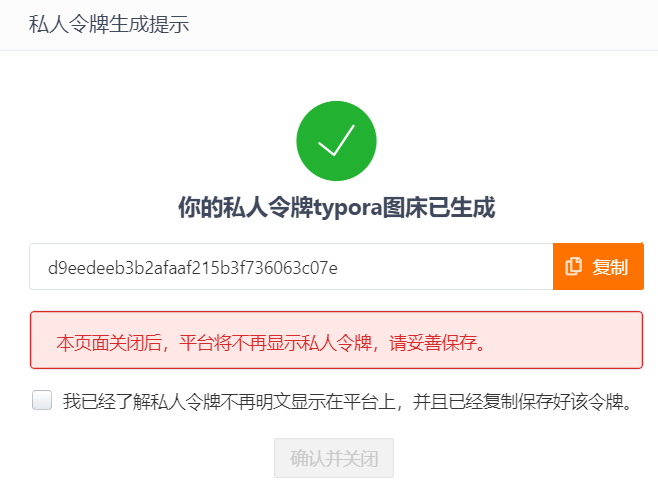 私人令牌生成提示
你的私人令牌typora图床已生成
d9eedeeb3b2afaaf215b3f736063c07e
复制
本页面关闭后，平台将不再显示私人令牌，请妥善保存。
我已经了解私人令牌不再明文显示在平台上，并且已经复制保存好该令牌。
确认并关闭